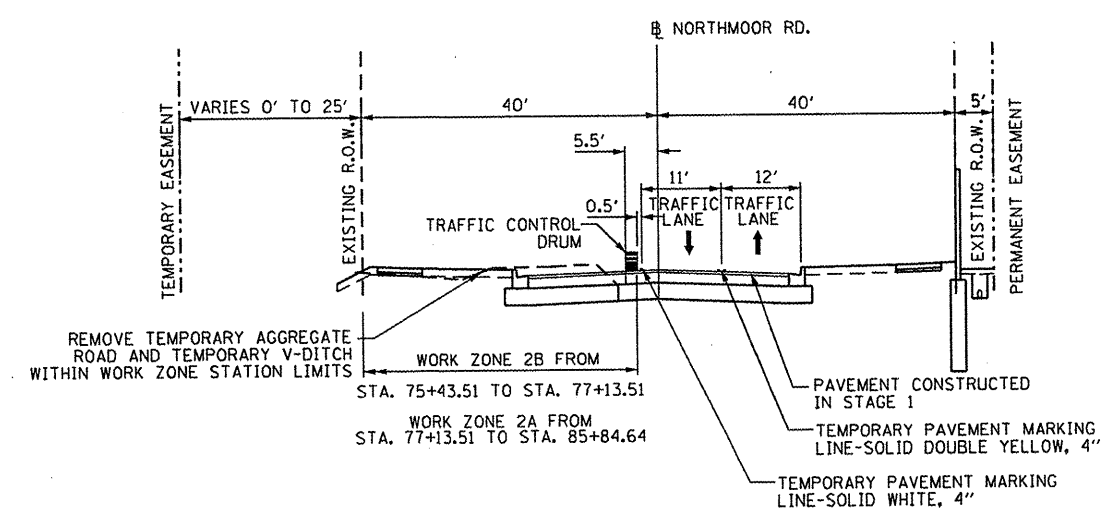 ℄ NORTHMOOR RD.
VARIES 0' TO 25'
40'
40'
5'
TEMPORARY EASEMENT
EXISTING R.O.W.
5.5'
11'
12'
EXISTING R.O.W.
PERMANENT EASEMENT
0.5'
TRAFFIC LANE
TRAFFIC LANE
TRAFFIC CONTROL
DRUM
REMOVE TEMPORARY AGGREGATE
ROAD AND TEMPORARY V-DITCH
WITHIN WORK ZONE STATION LIMITS
WORK ZONE 2B FROM
STA. 75+43.51 TO STA. 77+13.51
WORK ZONE 2A FROM
STA. 77+13.51 TO STA. 85+84.64
PAVEMENT CONSTRUCTED
IN STAGE 1
TEMPORARY PAVEMENT MARKING
LINE-SOLID DOUBLE YELLOW, 4"
TEMPORARY PAVEMENT MARKING
LINE-SOLID WHITE, 4"